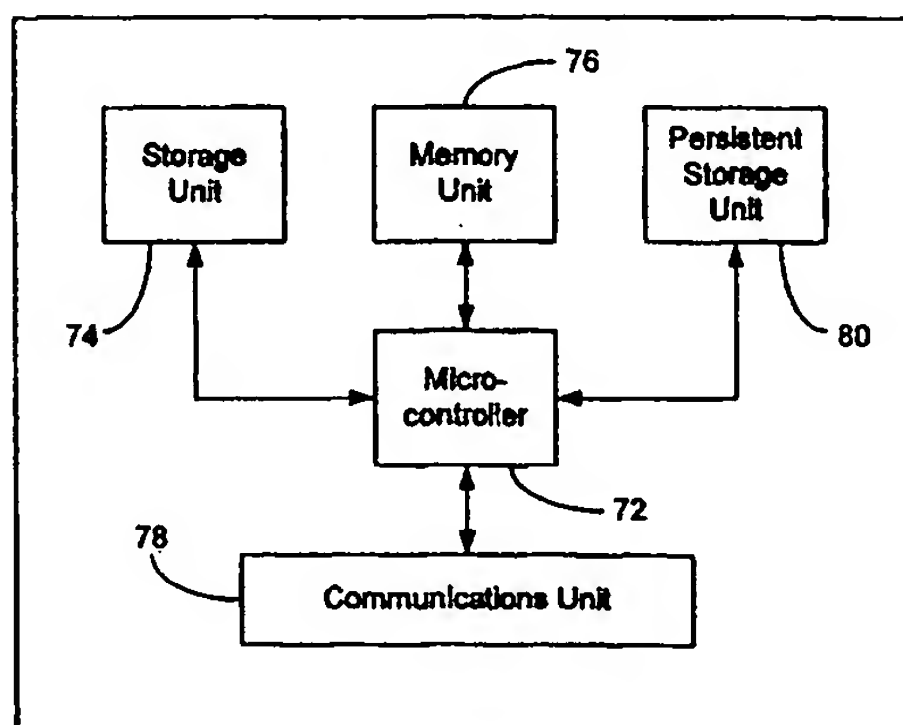 76
Storage
Unit
Memory
Unit
Persistent
Storage
Unit
74
80
Micro-
controller
72
78
Communications Unit